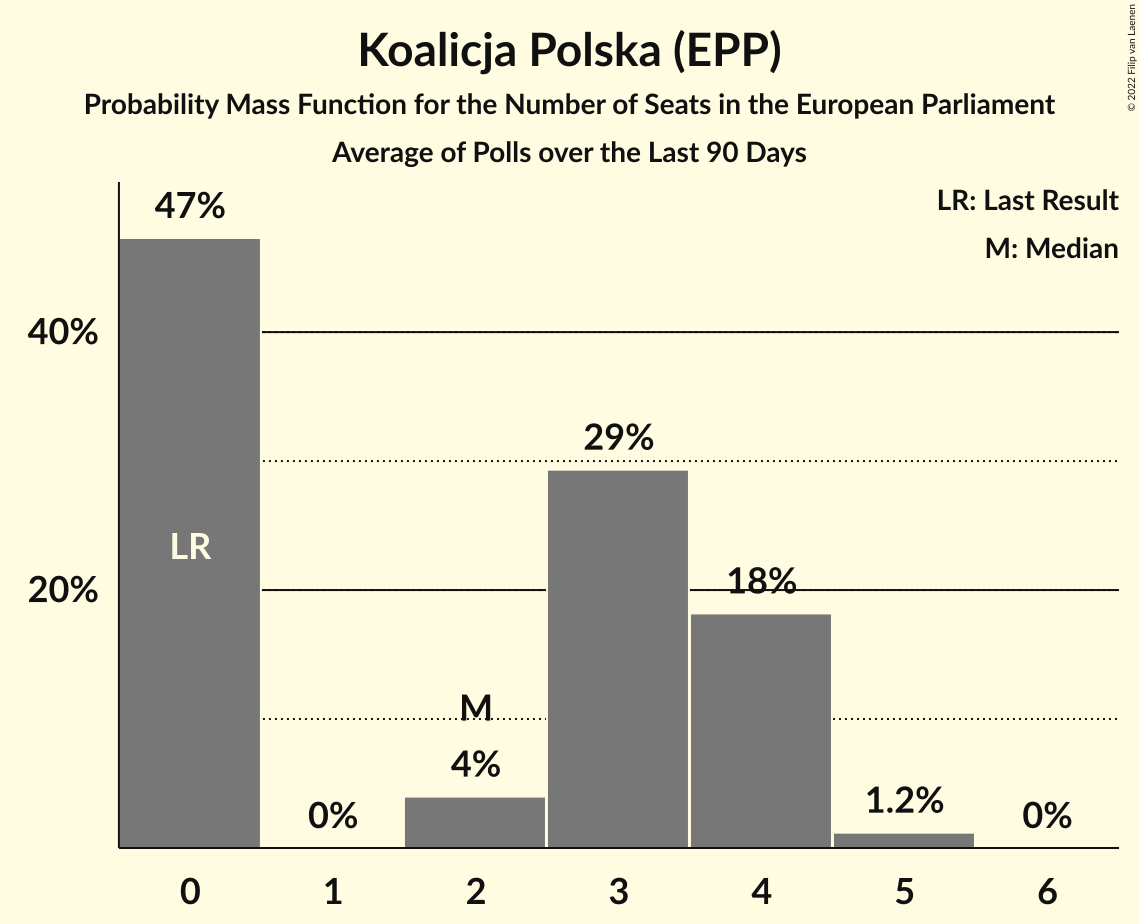 Koalicja Polska (EPP)
Probability Mass Function for the Number of Seats in the European Parliament
Average of Polls over the Last 90 Days
© 2022 Filip van Laenen
LR: Last Result
M: Median
47%
40%
29%
LR
20%
18%
M
4%
0%
1.2%
0%
0 1 2 3 4 5 6